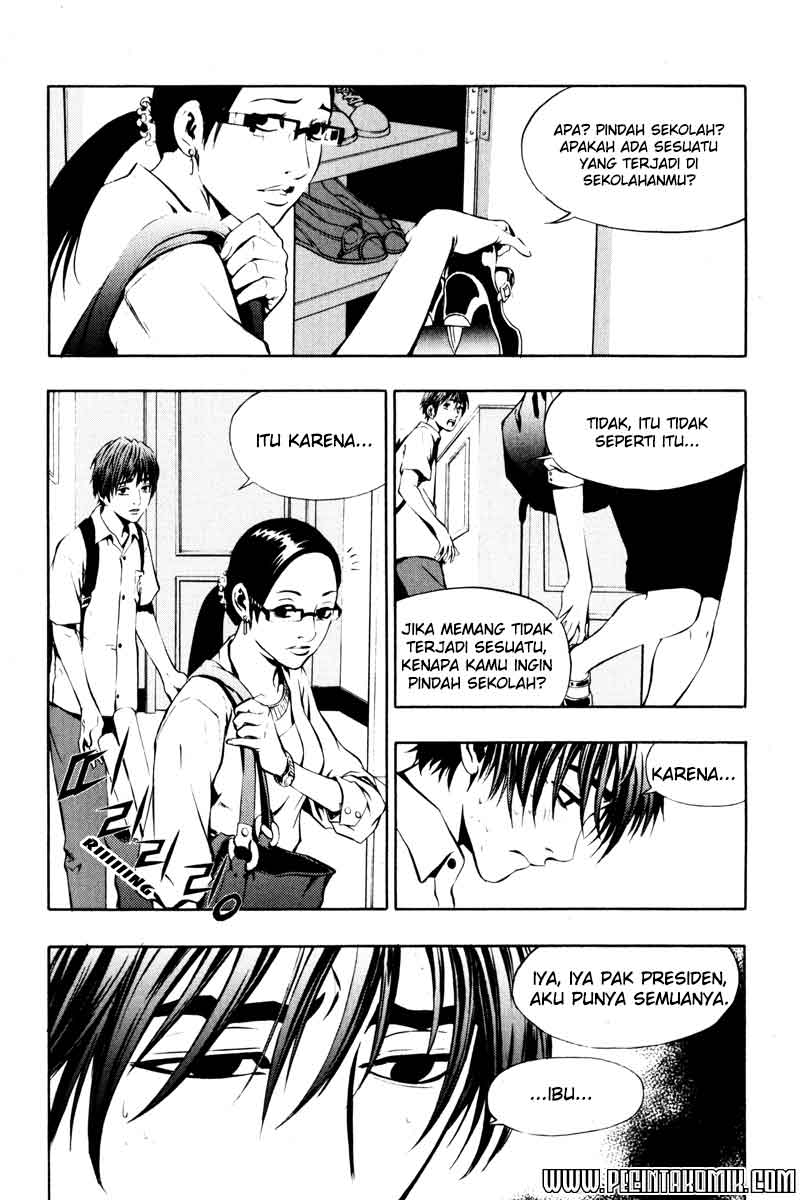 APA? PINDAH SEKOLAH?
APAKAH ADA SESUATU
YANG TERJADI DI
SEKOLAHANMU?
ITU KARENA...
TIDAK, ITU TIDAK
SEPERTI ITU...
JIKA MEMANG TIDAK
TERJADI SESUATU,
KENAPA KAMU INGIN
PINDAH SEKOLAH?
RIIIIIING
KARENA...
IYA, IYA PAK PRESIDEN,
AKU PUNYA SEMUANYA.
...IBU...
WWW.PECINTAKOMIK.COM